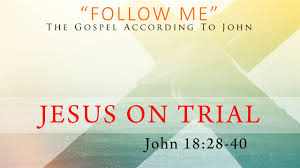 “FOLLOW ME”
THE GOSPEL ACCORDING TO JOHN
JESUS ON TRIAL
John 18:28-40